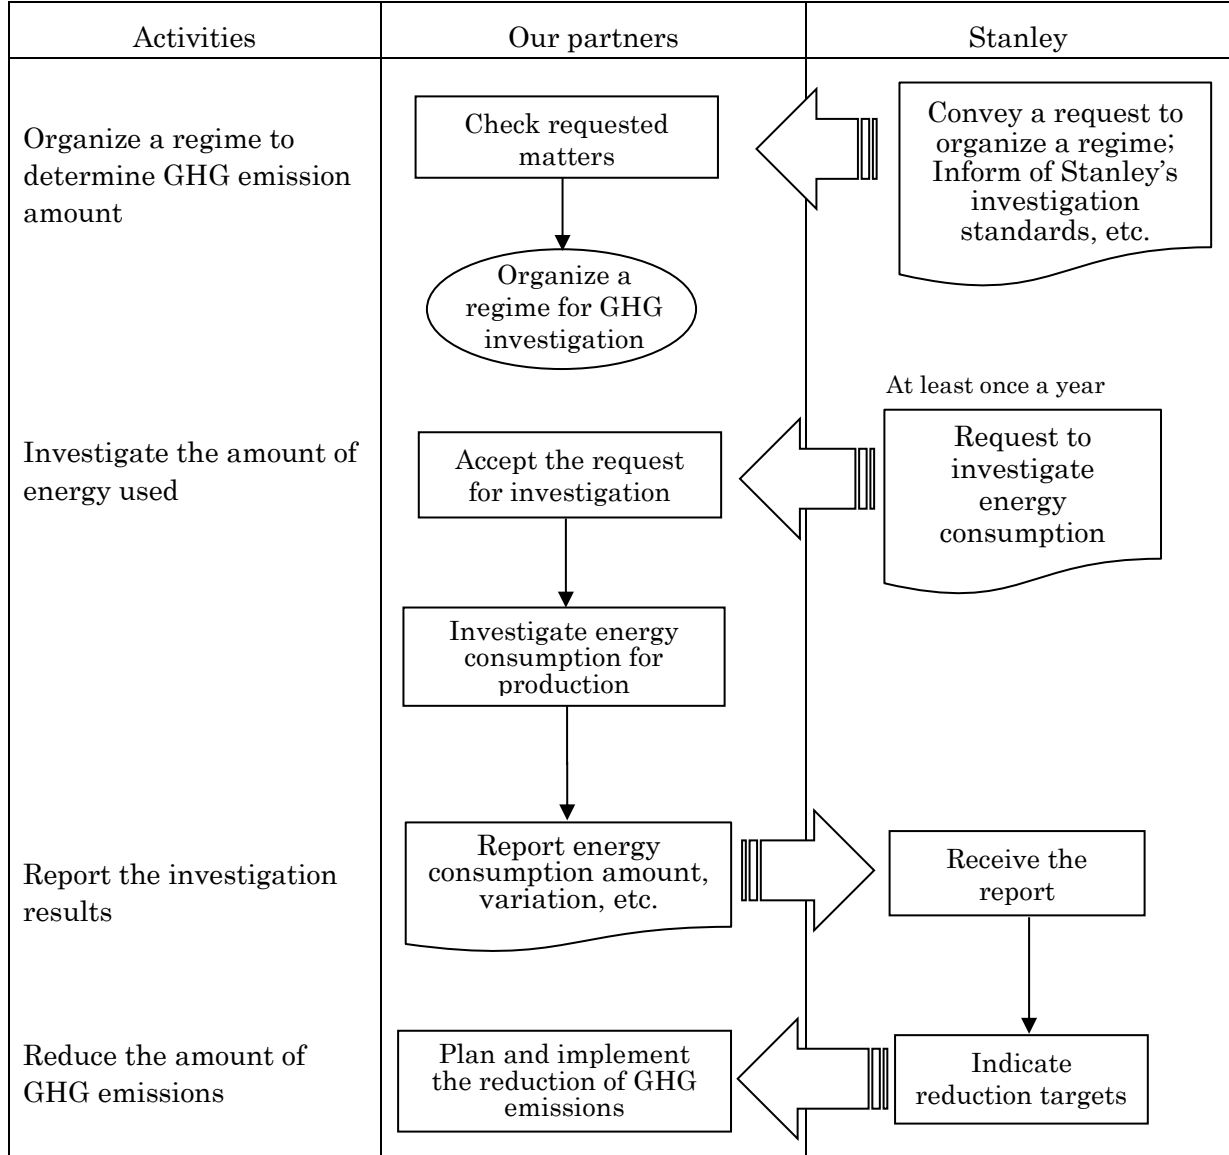 Activities
Our partners
Stanley
Organize a regime to
determine GHG emission
amount
Check requested
matters
Convey a request to
organize a regime;
Inform of Stanley’s
investigation
standards, etc.
Organize a
regime for GHG
investigation
At least once a year
Investigate the amount of
energy used
Accept the request
for investigation
Request to
investigate
energy
consumption
Investigate energy
consumption for
production
Report the investigation
results
Report energy
consumption amount,
variation, etc.
Receive the
report
Reduce the amount of
GHG emissions
Plan and implement
the reduction of GHG
emissions
Indicate
reduction targets